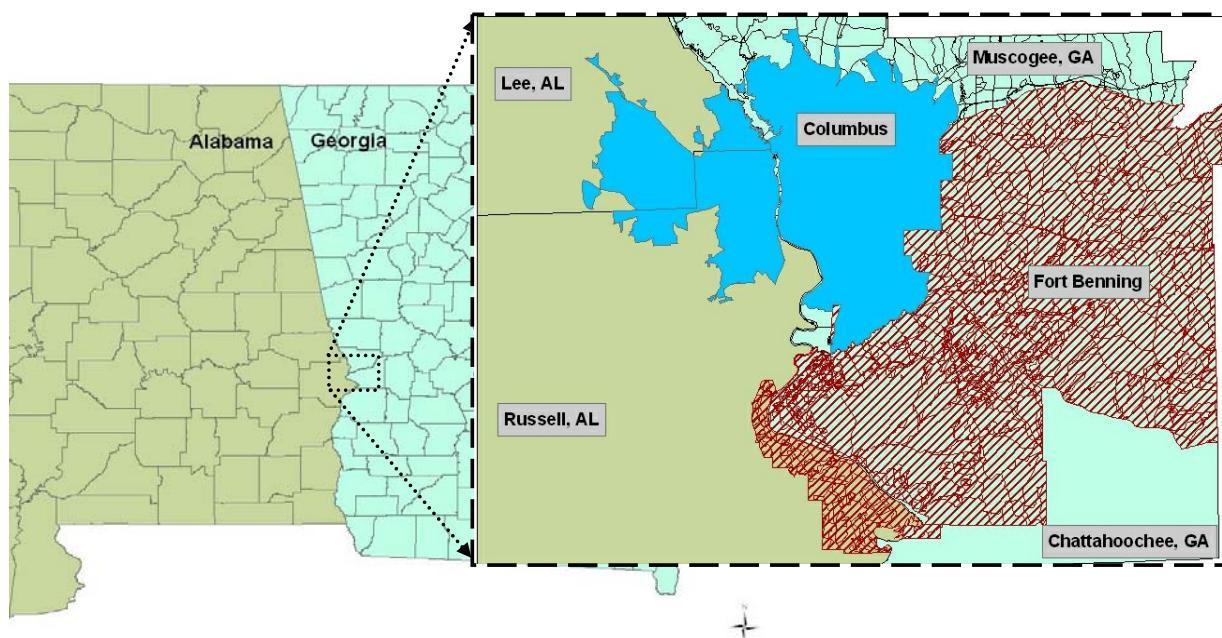 Alabama
Georgia
Lee, AL
Muscogee, GA
Columbus
Fort Benning
Russell, AL
Chattahoochee, GA
N